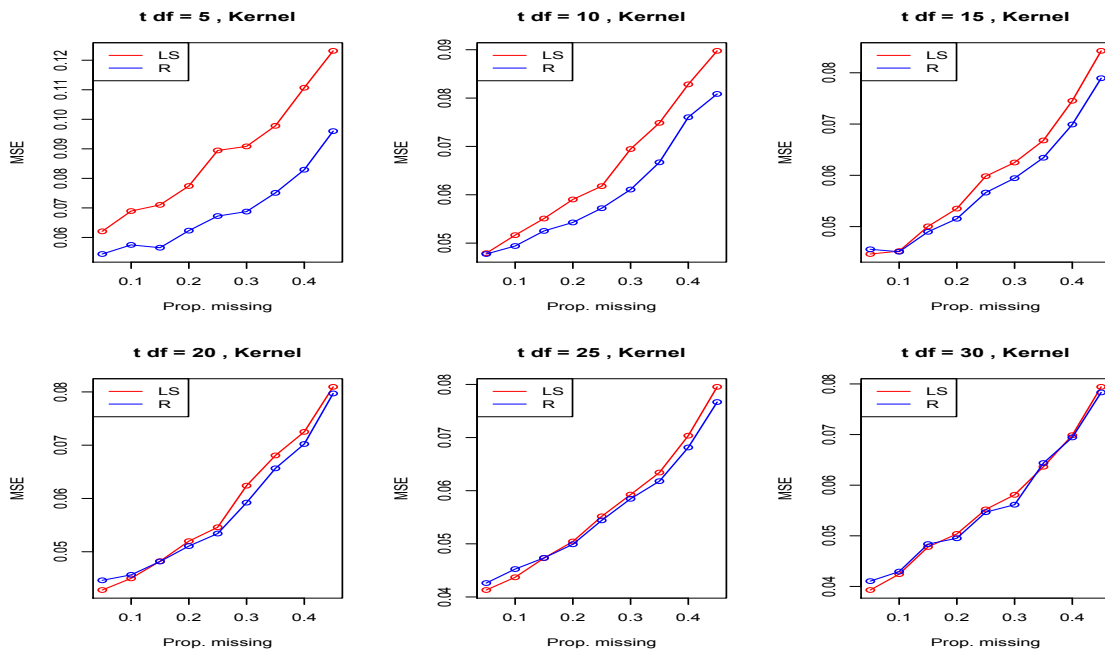 t df = 5 , Kernel
LS
R
MSE
0.06 0.07 0.08 0.09 0.10 0.11 0.12
0.1 0.2 0.3 0.4
Prop. missing
t df = 10 , Kernel
LS
R
MSE
0.05 0.06 0.07 0.08 0.09
0.1 0.2 0.3 0.4
Prop. missing
t df = 15 , Kernel
LS
R
MSE
0.05 0.06 0.07 0.08
0.1 0.2 0.3 0.4
Prop. missing
t df = 20 , Kernel
LS
R
MSE
0.05 0.06 0.07 0.08
0.1 0.2 0.3 0.4
Prop. missing
t df = 25 , Kernel
LS
R
MSE
0.04 0.05 0.06 0.07 0.08
0.1 0.2 0.3 0.4
Prop. missing
t df = 30 , Kernel
LS
R
MSE
0.04 0.05 0.06 0.07 0.08
0.1 0.2 0.3 0.4
Prop. missing